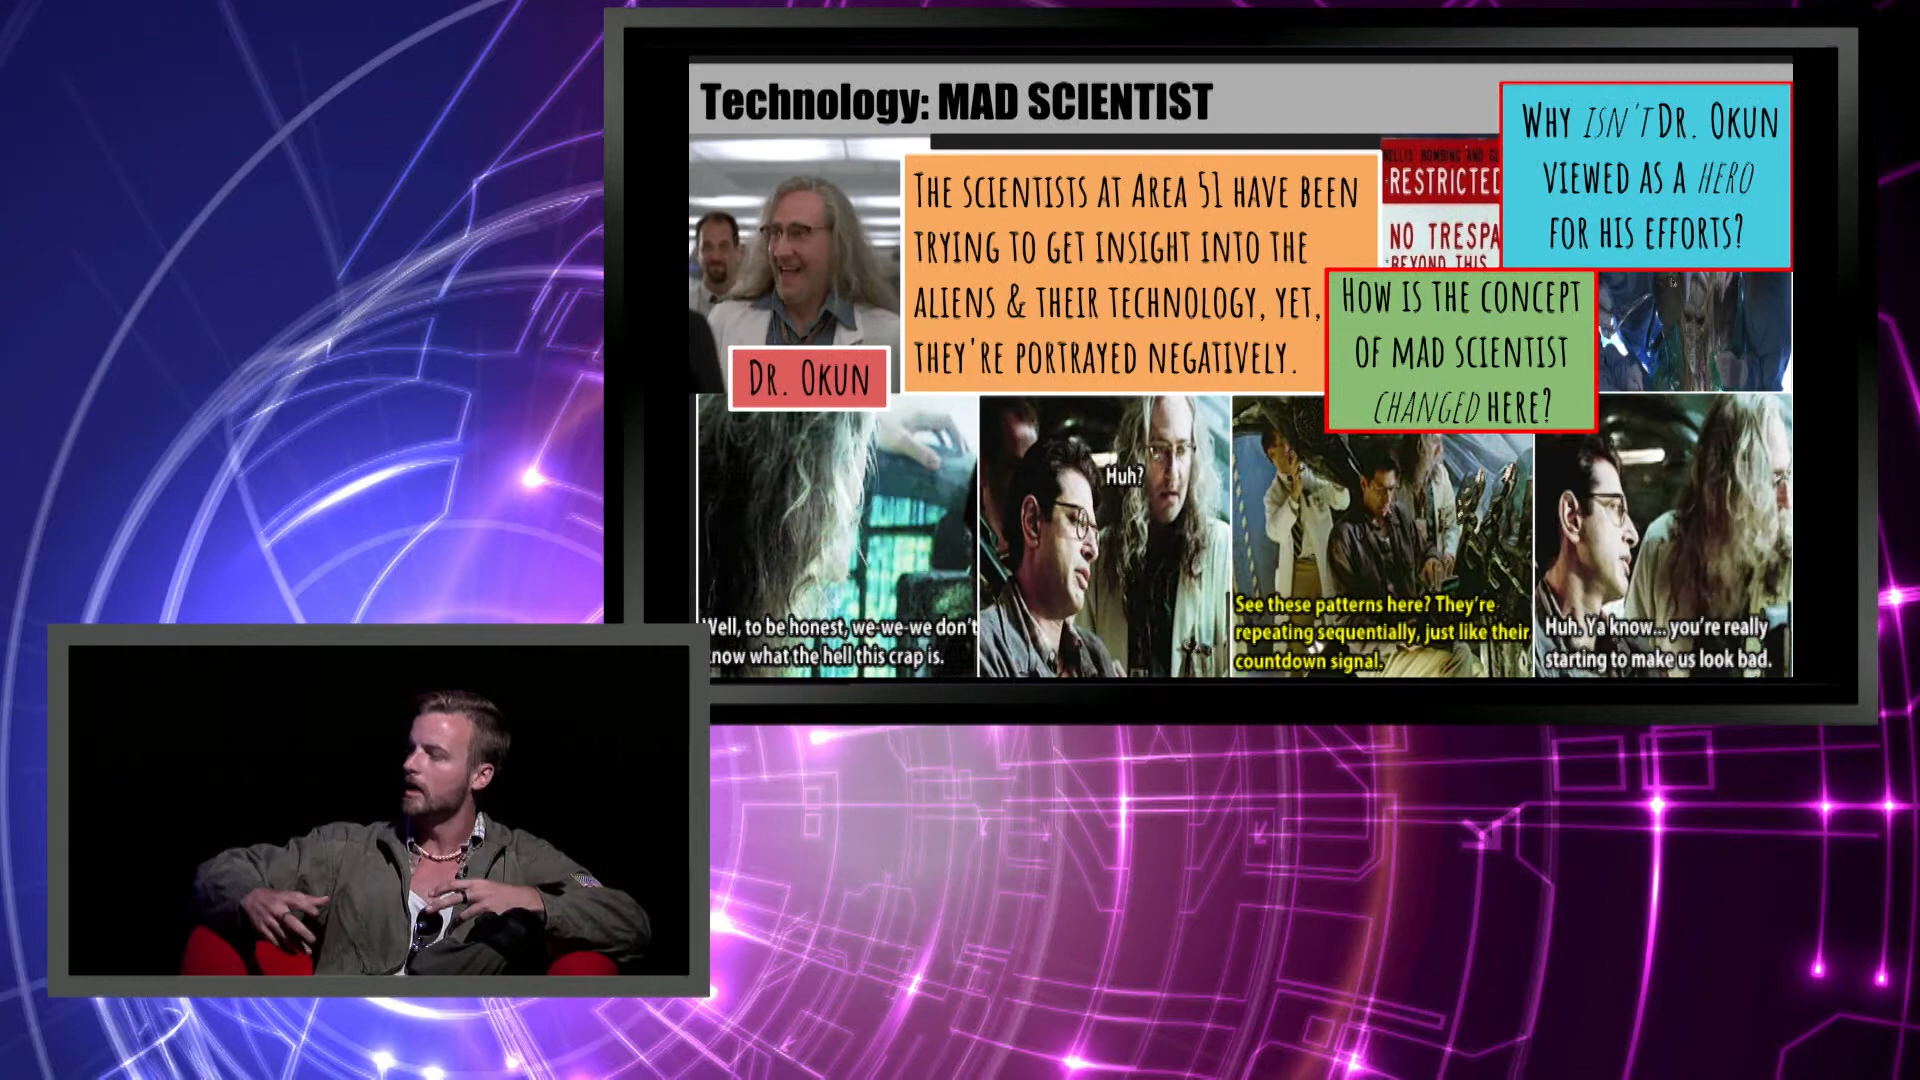 Technology: MAD SCIENTIST
WHY ISN'T DR. OKUN
VIEWED AS A HERO
FOR HIS EFFORTS?
THE SCIENTISTS AT AREA 51 HAVE BEEN
TRYING TO GET INSIGHT INTO THE
ALIENS & THEIR TECHNOLOGY, YET,
THEY'RE PORTRAYED NEGATIVELY.
RESTRICTED
NO TRESPA
BEYOND THIS
HOW IS THE CONCEPT
OF MAD SCIENTIST
CHANGED HERE?
DR. OKUN
Well, to be honest, we-we-we don't
know what the hell this crap is.
Huh?
See these patterns here? They're
repeating sequentially, just like their
countdown signal.
Huh. Ya know... you're really
starting to make us look bad.